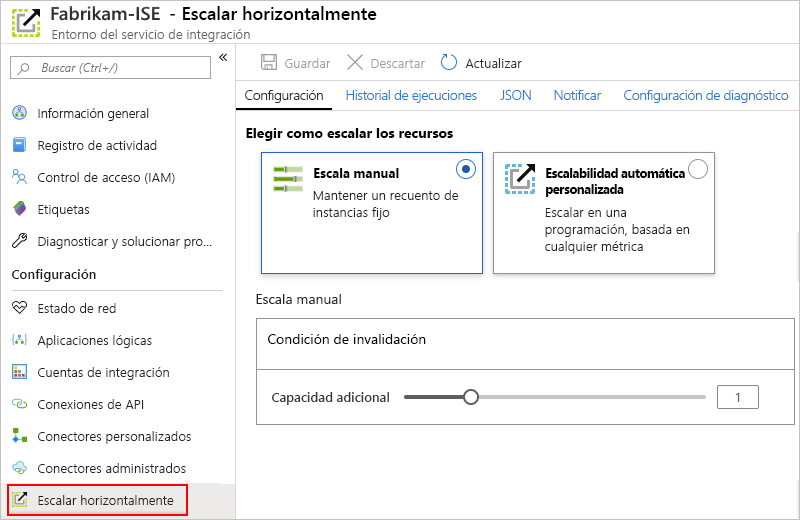 Fabrikam-ISE - Escalar horizontalmente
Entorno del servicio de integración
Buscar (Ctrl+/)
«
Información general
Registro de actividad
Control de acceso (IAM)
Etiquetas
Diagnosticar y solucionar pro...
Configuración
Estado de red
Aplicaciones lógicas
Cuentas de integración
Conexiones de API
Conectores personalizados
Conectores administrados
Escalar horizontalmente
Guardar Descartar Actualizar
Configuración Historial de ejecuciones JSON Notificar Configuración de diagnóstico
Elegir como escalar los recursos
Escala manual
Mantener un recuento de
instancias fijo
Escalabilidad automática
personalizada
Escalar en una
programación, basada en
cualquier métrica
Escala manual
Condición de invalidación
Capacidad adicional 1